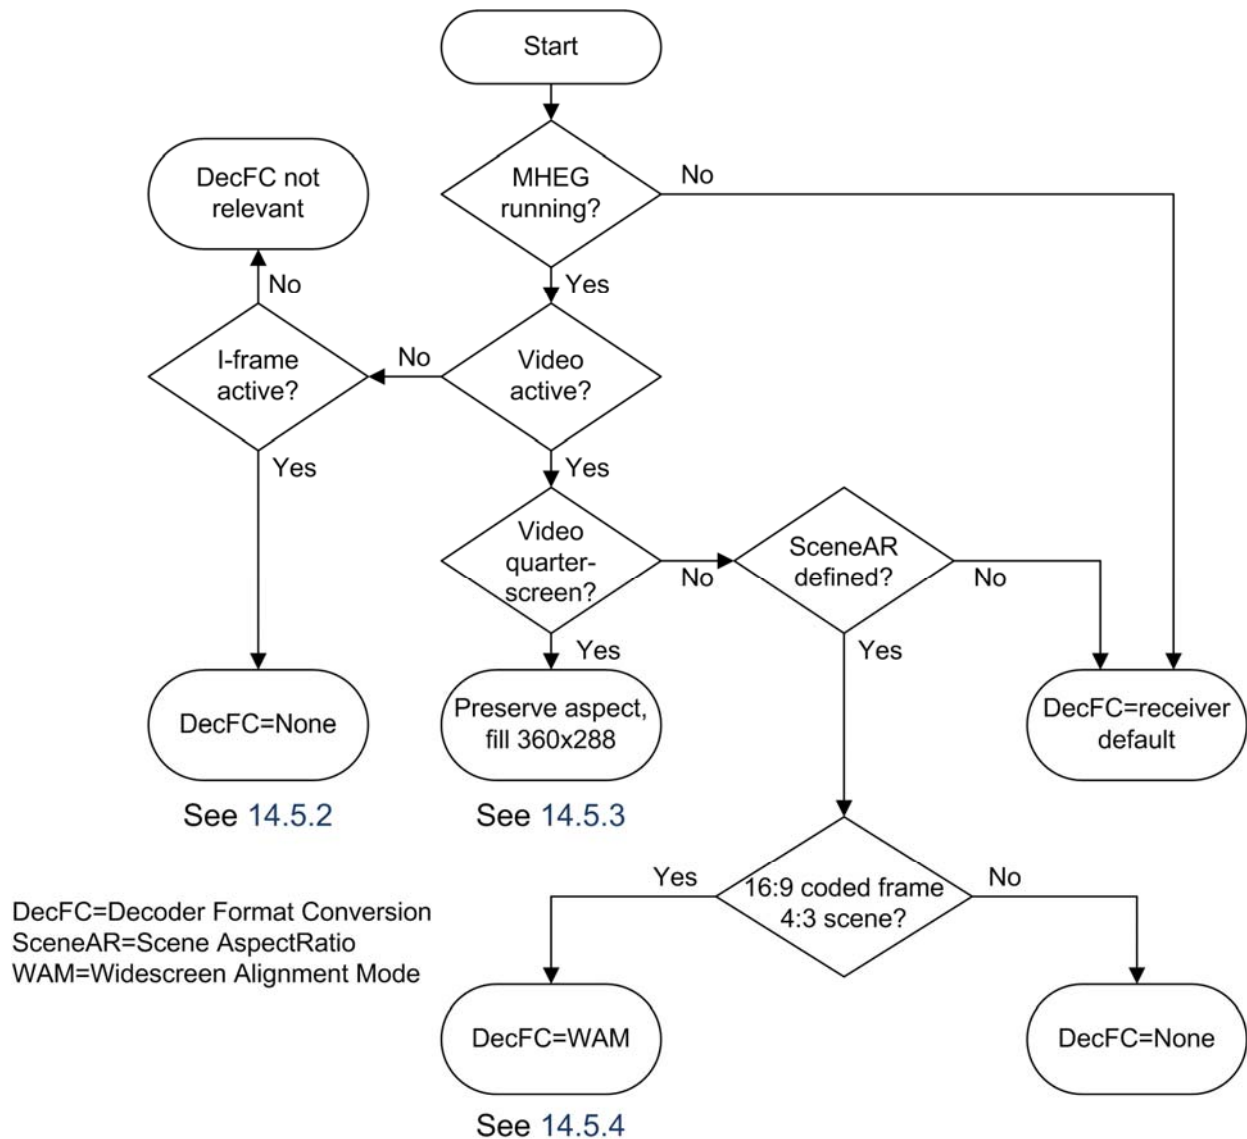 Start
MHEG
running?
No
DecFC not
relevant
Yes
No
I-frame
active?
No
Video
active?
Yes
Yes
Video
quarter-
screen?
No
SceneAR
defined?
No
Yes
Yes
DecFC=None
Preserve aspect,
fill 360x288
DecFC=receiver
default
See 14.5.2
See 14.5.3
Yes
16:9 coded frame
4:3 scene?
No
DecFC=Decoder Format Conversion
SceneAR=Scene AspectRatio
WAM=Widescreen Alignment Mode
DecFC=WAM
DecFC=None
See 14.5.4